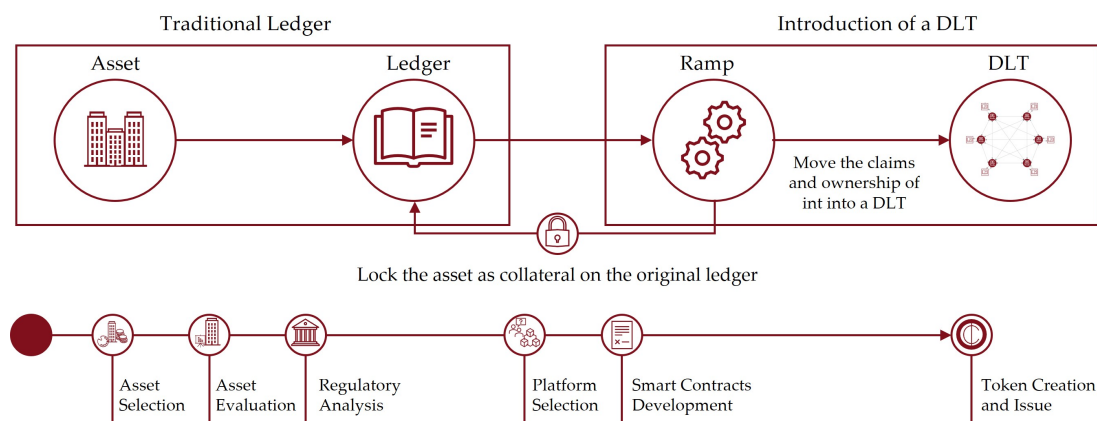 Traditional Ledger
Introduction of a DLT
Asset
Ledger
Ramp
DLT
Move the claims
and ownership of
int into a DLT
Lock the asset as collateral on the original ledger
Asset
Selection
Asset
Evaluation
Regulatory
Analysis
Platform
Selection
Smart Contracts
Development
Token Creation
and Issue